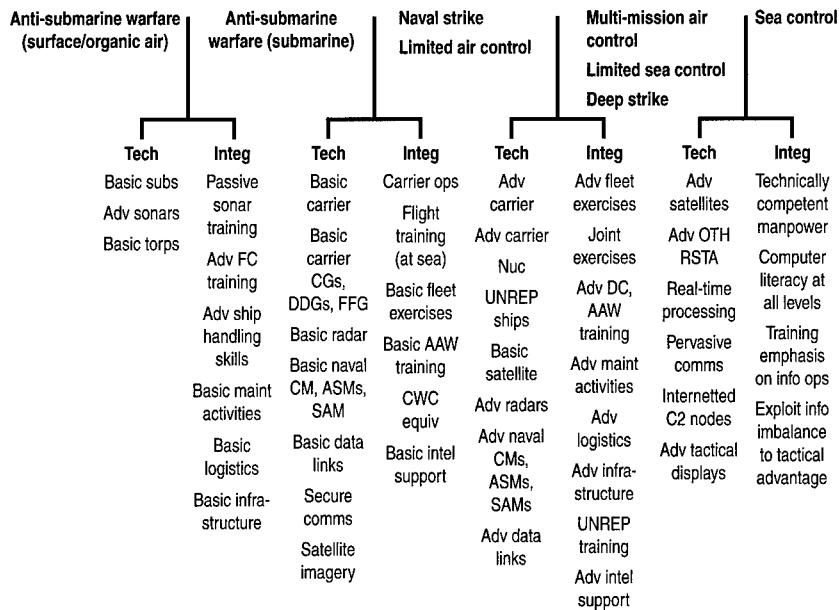 Anti-submarine warfare
(surface/organic air)
Anti-submarine
warfare (submarine)
Naval strike
Limited air control
Multi-mission air
control
Limited sea control
Deep strike
Sea control
Tech
Basic subs
Adv sonars
Basic torps
Integ
Passive
sonar
training
Adv FC
training
Adv ship
handling
skills
Basic maint
activities
Basic
logistics
Basic infra-
structure
Tech
Basic
carrier
Basic
carrier
CGs,
DDGs, FFG
Basic radar
Basic naval
CM, ASMs,
SAM
Basic data
links
Secure
comms
Satellite
imagery
Integ
Carrier ops
Flight
training
(at sea)
Basic fleet
exercises
Basic AAW
training
CWC
equiv
Basic intel
support
Tech
Adv
carrier
Adv carrier
Nuc
UNREP
ships
Basic
satellite
Adv radars
Adv naval
CMs,
ASMs,
SAMs
Adv data
links
Integ
Adv fleet
exercises
Joint
exercises
Adv DC,
AAW
training
Adv maint
activities
Adv
logistics
Adv infra-
structure
UNREP
training
Adv intel
support
Tech
Adv
satellites
Adv OTH
RSTA
Real-time
processing
Pervasive
comms
Internetted
C2 nodes
Adv tactical
displays
Integ
Technically
competent
manpower
Computer
literacy at
all levels
Training
emphasis
on info ops
Exploit info
imbalance
to tactical
advantage